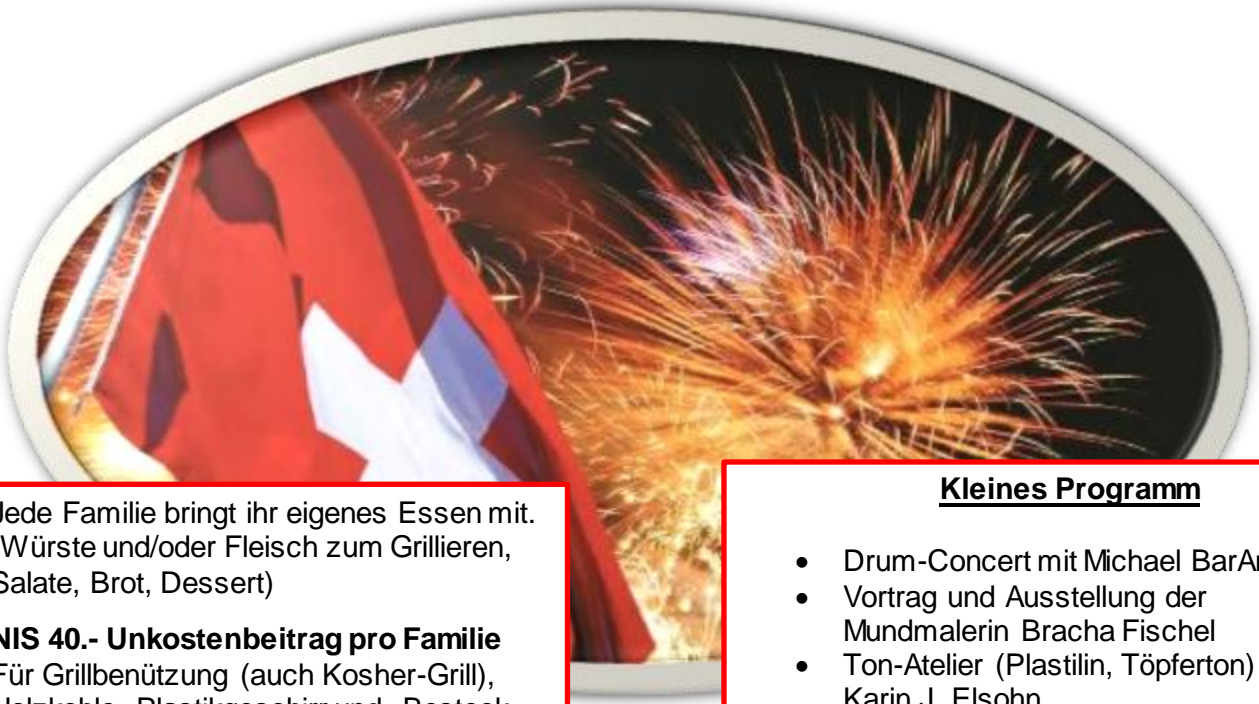 Jede Familie bringt ihr eigenes Essen mit.
(Würste und/oder Fleisch zum Grillieren,
Salate, Brot, Dessert)
NIS 40.- Unkostenbeitrag pro Familie
Für Grillbenützung (auch Kosher-Grill),
Kleines Programm
• Drum-Concert mit Michael
• Vortrag und Ausstellung der
Mundmalerin Bracha Fischel
• Ton-Atelier (Plastilin, Töpferton)
Karin J. Elsohn